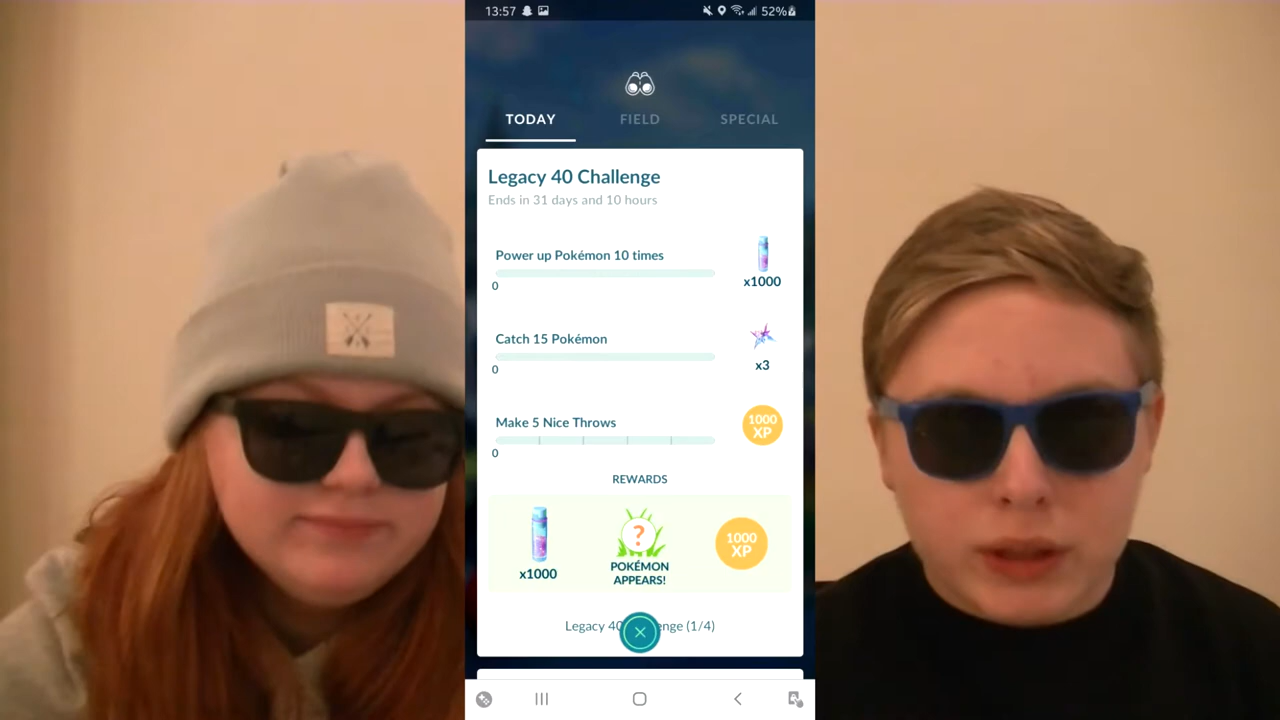 13:57
52%
TODAY
FIELD
SPECIAL
Legacy 40 Challenge
Ends in 31 days and 10 hours
Power up Pokémon 10 times
0
x1000
Catch 15 Pokémon
0
x3
Make 5 Nice Throws
0
1000
XP
REWARDS
x1000
?
POKÉMON
APPEARS!
1000
XP
Legacy 40 enge (1/4)